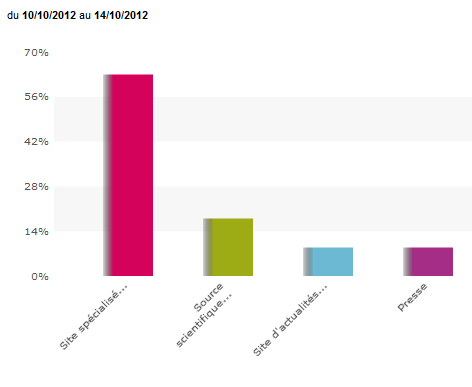 du 10/10/2012 au 14/10/2012
70%
56%
42%
28%
14%
0%
Site spécialisé...
Source
scientifique...
Site d'actualités...
Presse